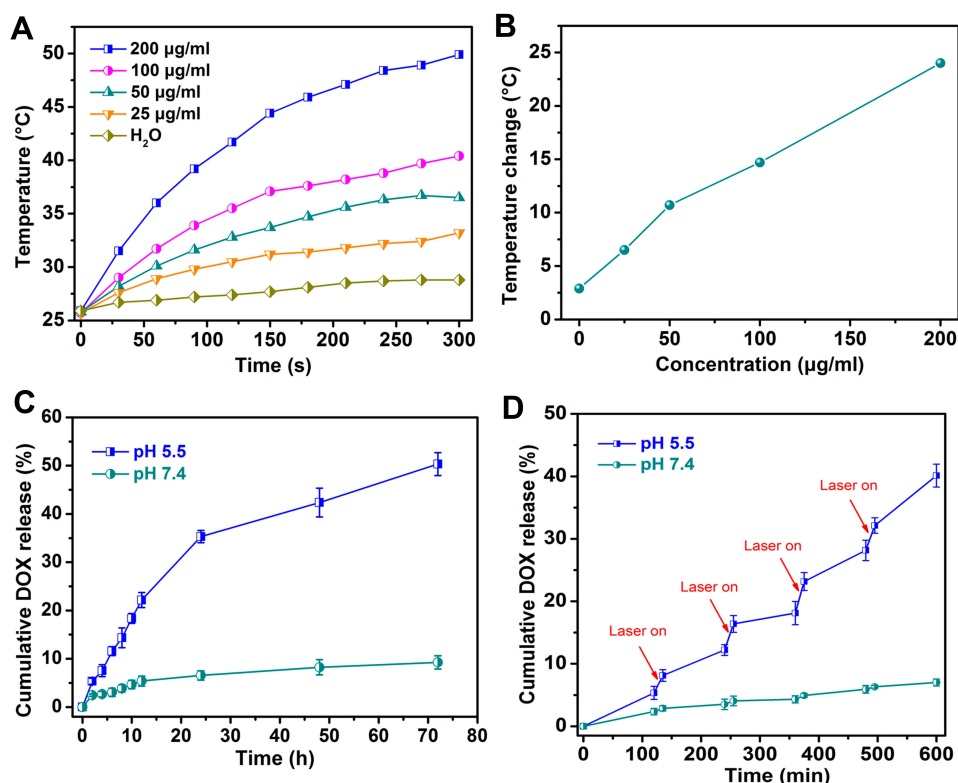 A
200 µg/ml
100 µg/ml
50 µg/ml
25 µg/ml
H₂O
Temperature (°C)
50
45
40
35
30
25
0 50 100 150 200 250 300
Time (s)
B
Temperature change (°C)
25
20
15
10
5
0
0 50 100 150 200
Concentration (µg/ml)
C
pH 5.5
pH 7.4
Cumulative DOX release (%)
60
50
40
30
20
10
0
0 10 20 30 40 50 60 70 80
Time (h)
D
pH 5.5
pH 7.4
Cumulative DOX release (%)
50
40
30
20
10
0
Laser on
Laser on
Laser on
Laser on
0 100 200 300 400 500 600
Time (min)